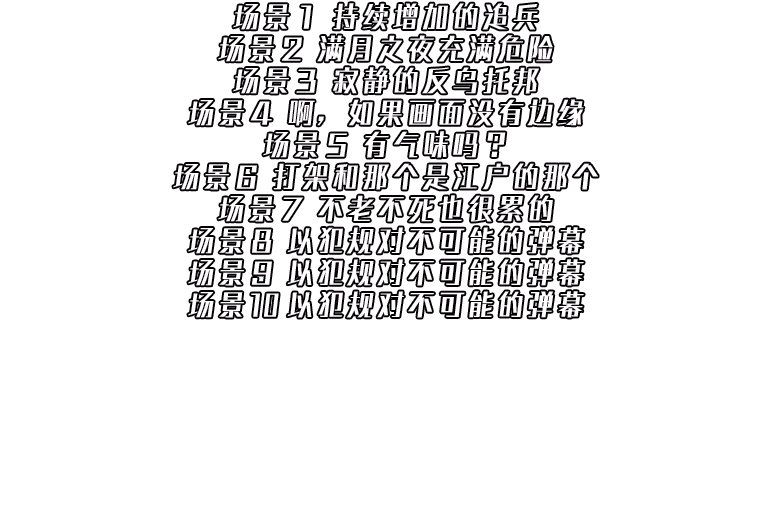 场景1 持续增加的追兵
场景2 满月之夜充满危险
场景3 寂静的反乌托邦
场景4 啊，如果画面没有边缘
场景5 有气味吗？
场景6 打架和那个是江户的那个
场景7 不老不死也很累的
场景8 以犯规对不可能的弹幕
场景9 以犯规对不可能的弹幕
场景10 以犯规对不可能的弹幕